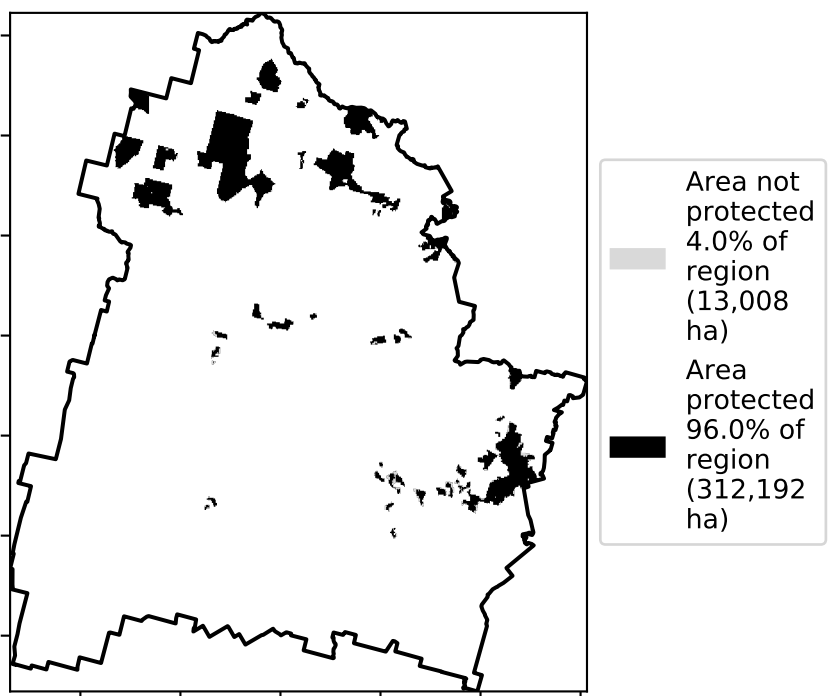 Area not
protected
4.0% of
region
(13,008
ha)
Area
protected
96.0% of
region
(312,192
ha)